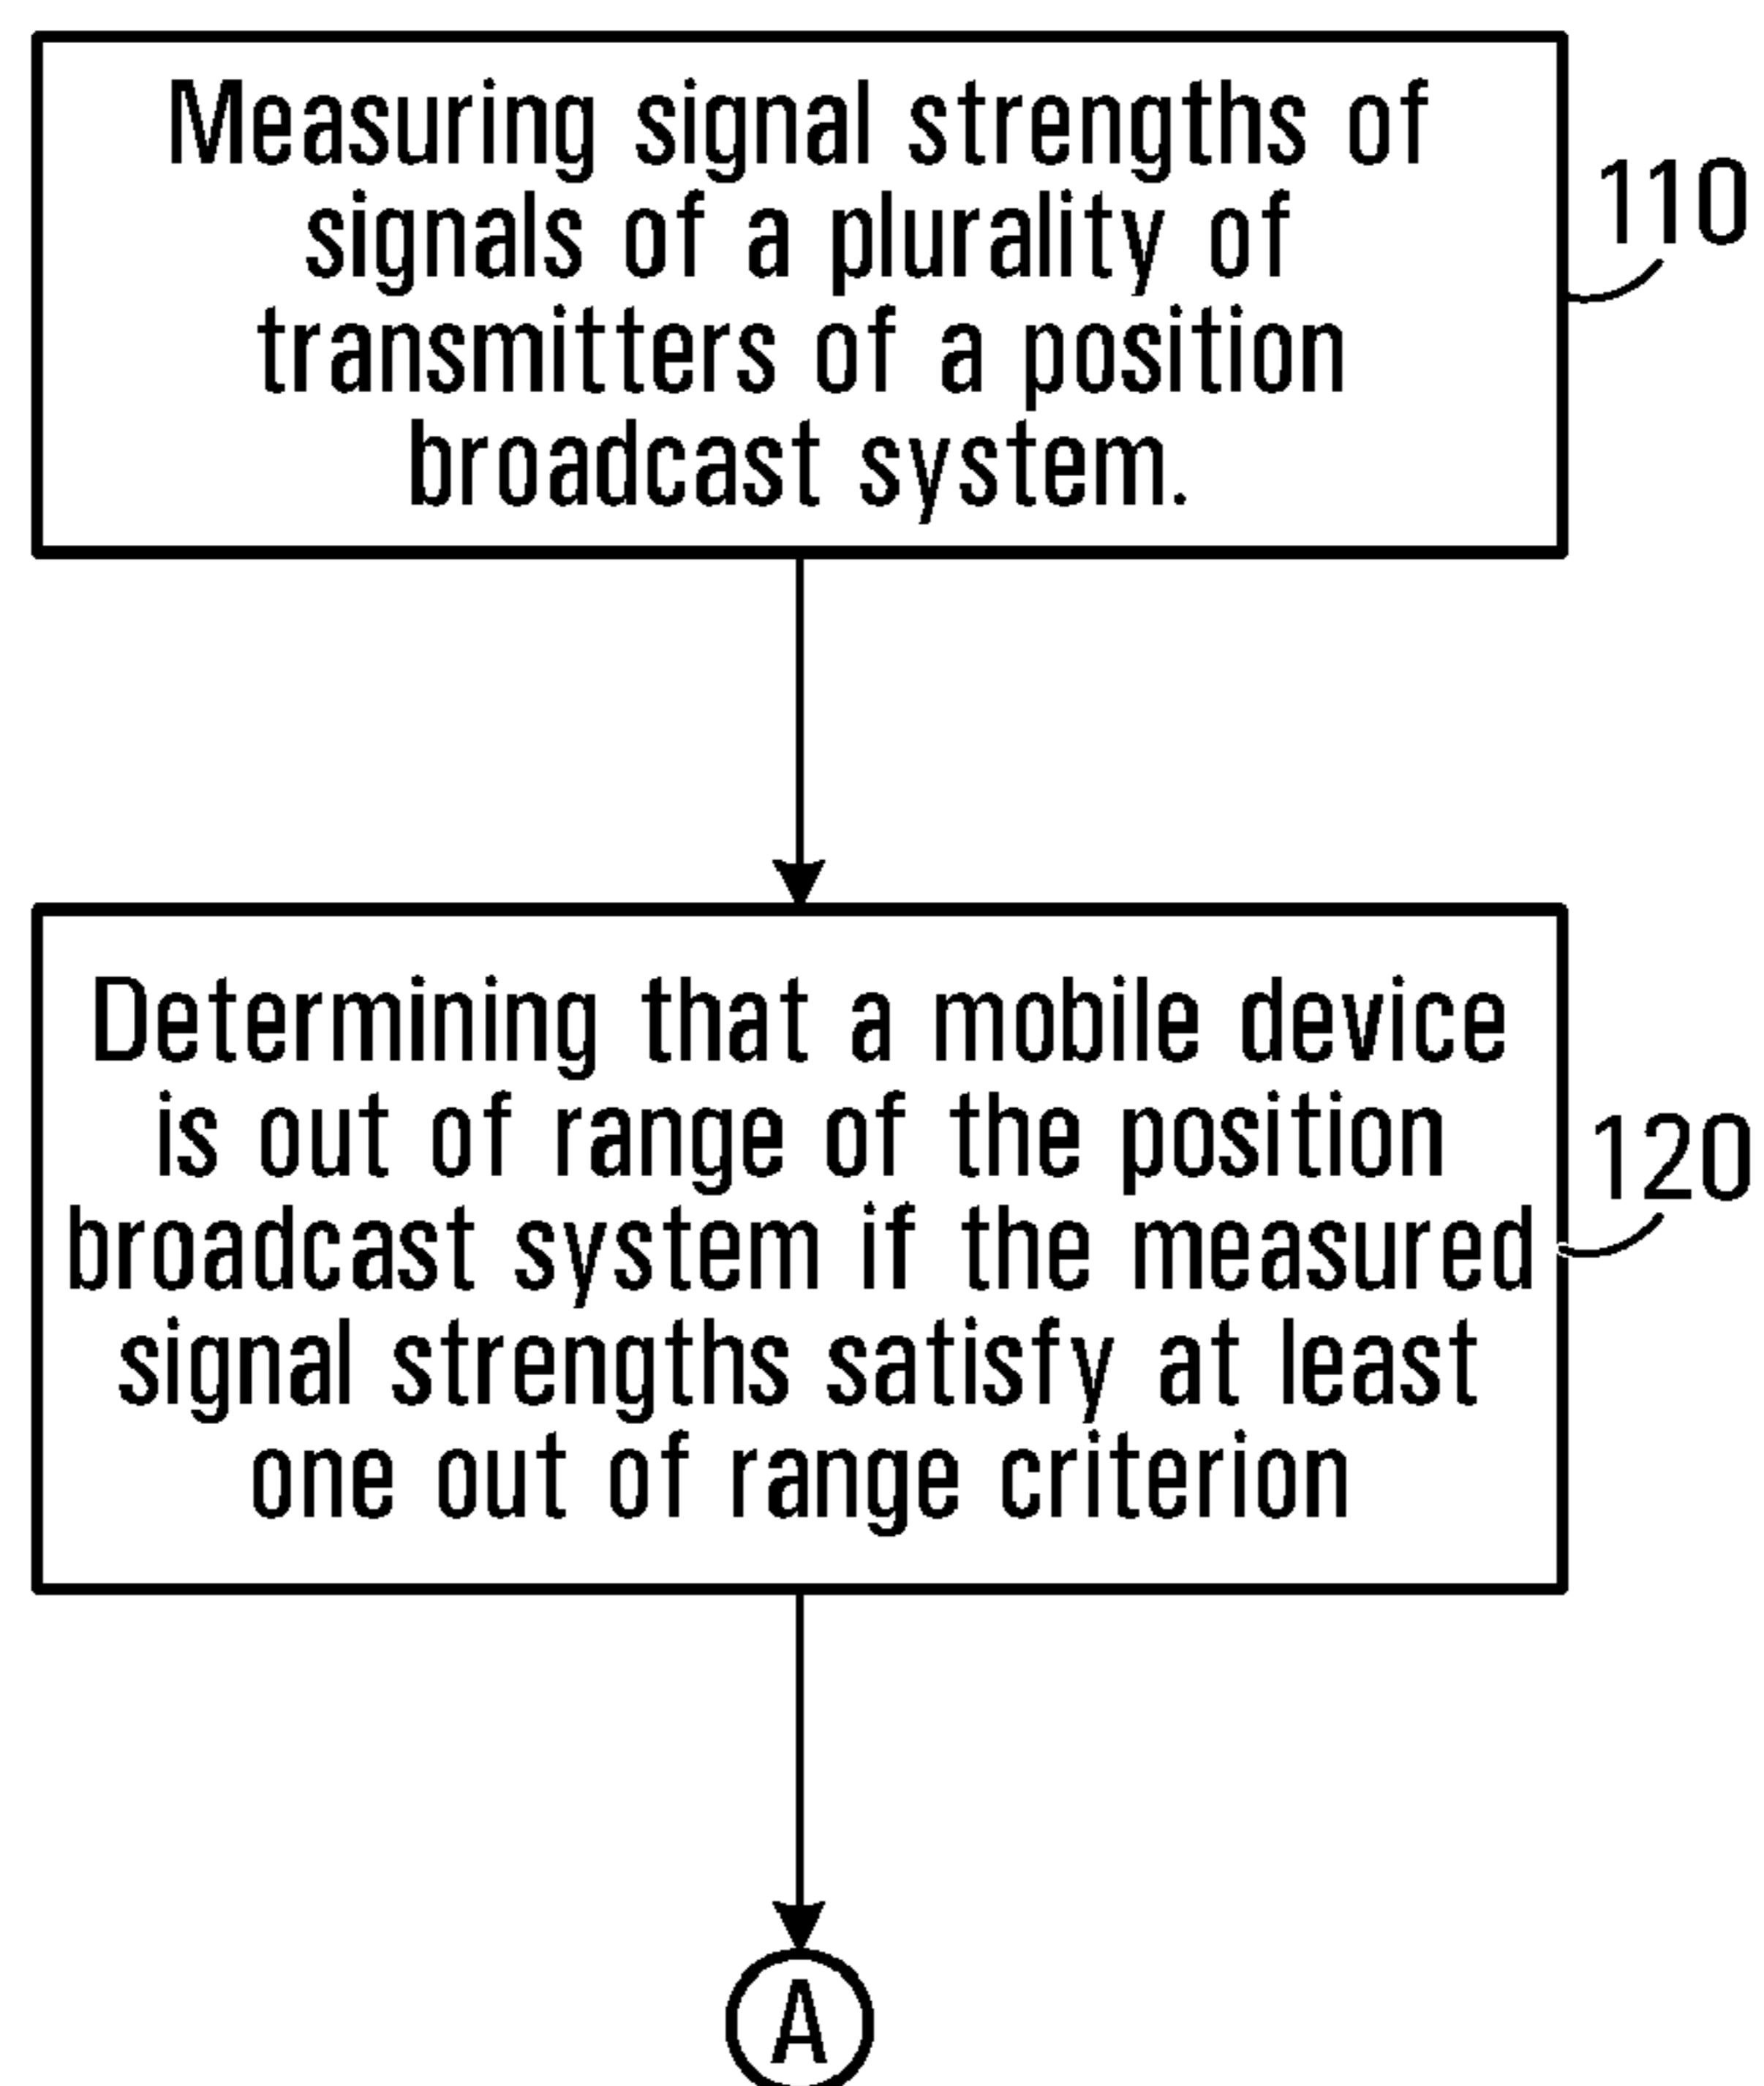 Measuring signal strengths of
signals of a plurality of
transmitters of a position
broadcast system.
110
Determining that a mobile device
is out of range of the position
broadcast system if the measured
signal strengths satisfy at least
one out of range criterion
120
A